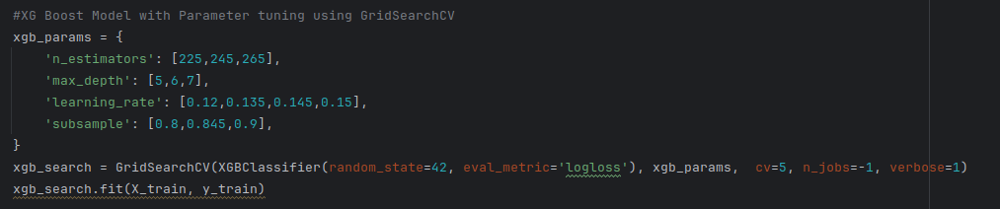 #XG Boost Model with Parameter tuning using GridSearchCV
xgb_params = {
    'n_estimators': [225,245,265],
    'max_depth': [5,6,7],
    'learning_rate': [0.12,0.135,0.145,0.15],
    'subsample': [0.8,0.845,0.9],
}
xgb_search = GridSearchCV(XGBClassifier(random_state=42, eval_metric='logloss'), xgb_params,  cv=5, n_jobs=-1, verbose=1)
xgb_search.fit(X_train, y_train)